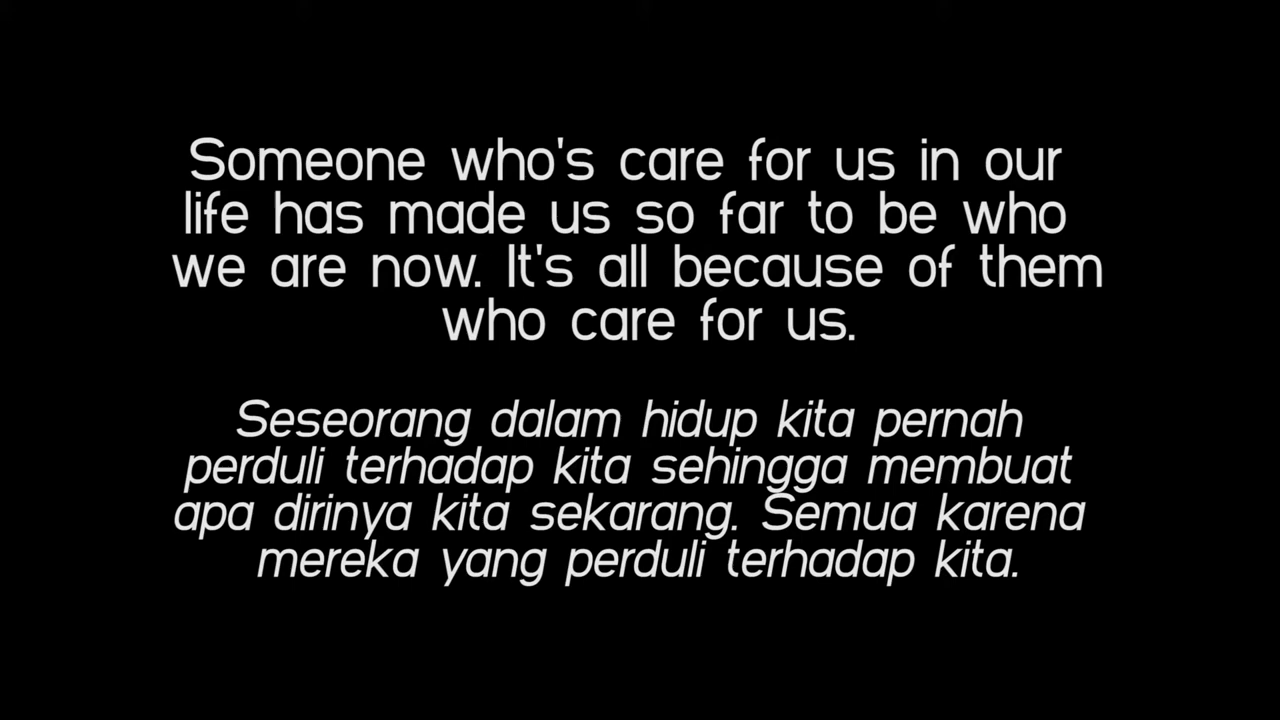 Someone who's care for us in our
life has made us so far to be who
we are now. It's all because of them
who care for us.
Seseorang dalam hidup kita pernah
perduli terhadap kita sehingga membuat
apa dirinya kita sekarang. Semua karena
mereka yang perduli terhadap kita.